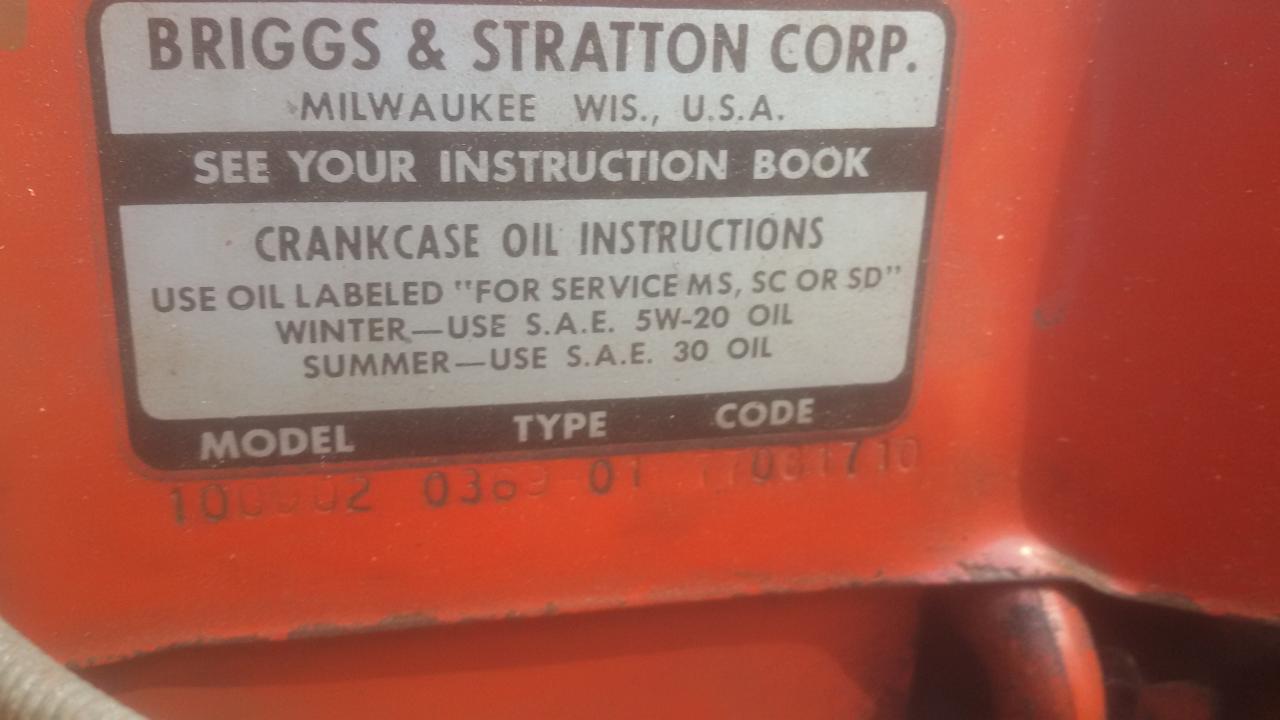 BRIGGS & STRATTON CORP.
MILWAUKEE WIS., U.S.A.
SEE YOUR INSTRUCTION BOOK
CRANKCASE OIL INSTRUCTIONS
USE OIL LABELED "FOR SERVICE MS, SC OR SD"
WINTER—USE S.A.E. 5W-20 OIL
SUMMER—USE S.A.E. 30 OIL
MODEL TYPE CODE
01